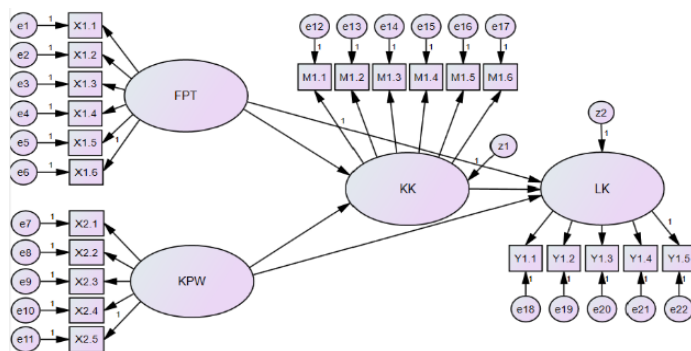 e1 1 X1.1
e2 1 X1.2
e3 1 X1.3
e4 1 X1.4
e5 1 X1.5
e6 1 X1.6
1
FPT
e12 e13 e14 e15 e16 e17
1 1 1 1 1 1
M1.1 M1.2 M1.3 M1.4 M1.5 M1.6
1
z1
1
KK
z2
1
LK
e7 1 X2.1
e8 1 X2.2
e9 1 X2.3
e10 1 X2.4
e11 1 X2.5
1
KPW
1
Y1.1 Y1.2 Y1.3 Y1.4 Y1.5
1 1 1 1 1
e18 e19 e20 e21 e22